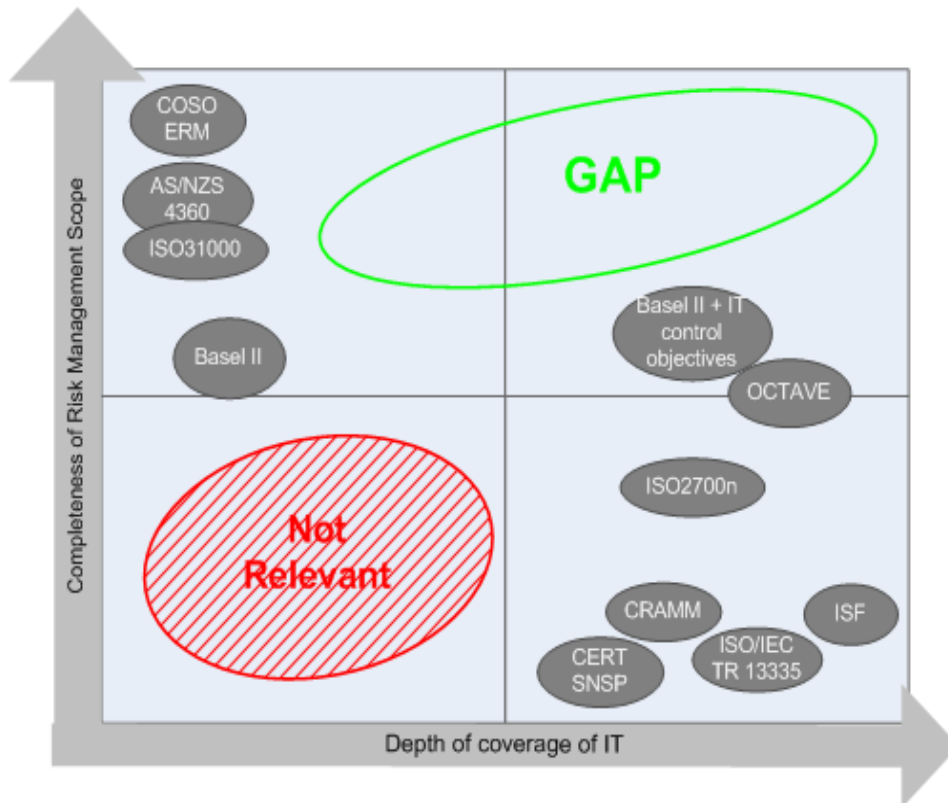 Completeness of Risk Management Scope
COSO
ERM
AS/NZS
4360
ISO31000
Basel II
GAP
Basel II + IT
control
objectives
OCTAVE
Not
Relevant
ISO2700n
CRAMM
ISF
CERT
SNSP
ISO/IEC
TR 13335
Depth of coverage of IT